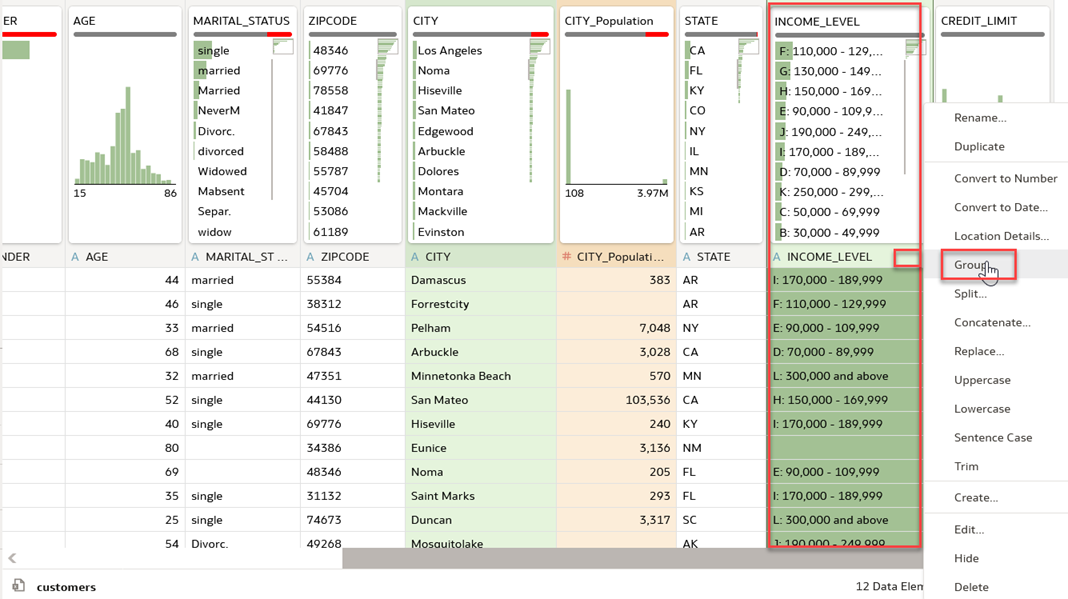 ER
AGE
MARITAL_STATUS
ZIPCODE
CITY
CITY_Population
STATE
INCOME_LEVEL
CREDIT_LIMIT
15 86
single
married
Married
NeverM
Divorc.
divorced
Widowed
Mabsent
Separ.
widow
48346
69776
78558
41847
67843
58488
55787
45704
53086
61189
Los Angeles
Noma
Hiseville
San Mateo
Edgewood
Arbuckle
Dolores
Montara
Mackville
Evinston
108 3.97M
CA
FL
KY
CO
NY
IL
MN
KS
MI
AR
F: 110,000 - 129,...
G: 130,000 - 149...
H: 150,000 - 169...
E: 90,000 - 109,9...
J: 190,000 - 249,...
I: 170,000 - 189,...
D: 70,000 - 89,999
K: 250,000 - 299,...
C: 50,000 - 69,999
B: 30,000 - 49,999
NDER A AGE A MARITAL_ST ... A ZIPCODE A CITY # CITY_Populati... A STATE A INCOME_LEVEL
44 married 55384 Damascus 383 AR I: 170,000 - 189,999
46 single 38312 Forrestcity AR F: 110,000 - 129,999
33 married 54516 Pelham 7,048 NY E: 90,000 - 109,999
68 single 67843 Arbuckle 3,028 CA D: 70,000 - 89,999
32 married 47351 Minnetonka Beach 570 MN L: 300,000 and above
52 single 44130 San Mateo 103,536 CA H: 150,000 - 169,999
40 single 69776 Hiseville 240 KY I: 170,000 - 189,999
80 34386 Eunice 3,136 NM
69 48346 Noma 205 FL E: 90,000 - 109,999
35 single 31132 Saint Marks 293 FL I: 170,000 - 189,999
25 single 74673 Duncan 3,317 SC L: 300,000 and above
54 Divorc. 49268 Mosquitolake AK J: 190,000 - 249,999
Rename...
Duplicate
Convert to Number
Convert to Date...
Location Details...
Group
Split...
Concatenate...
Replace...
Uppercase
Lowercase
Sentence Case
Trim
Create...
Edit...
Hide
Delete
customers
12 Data Elem